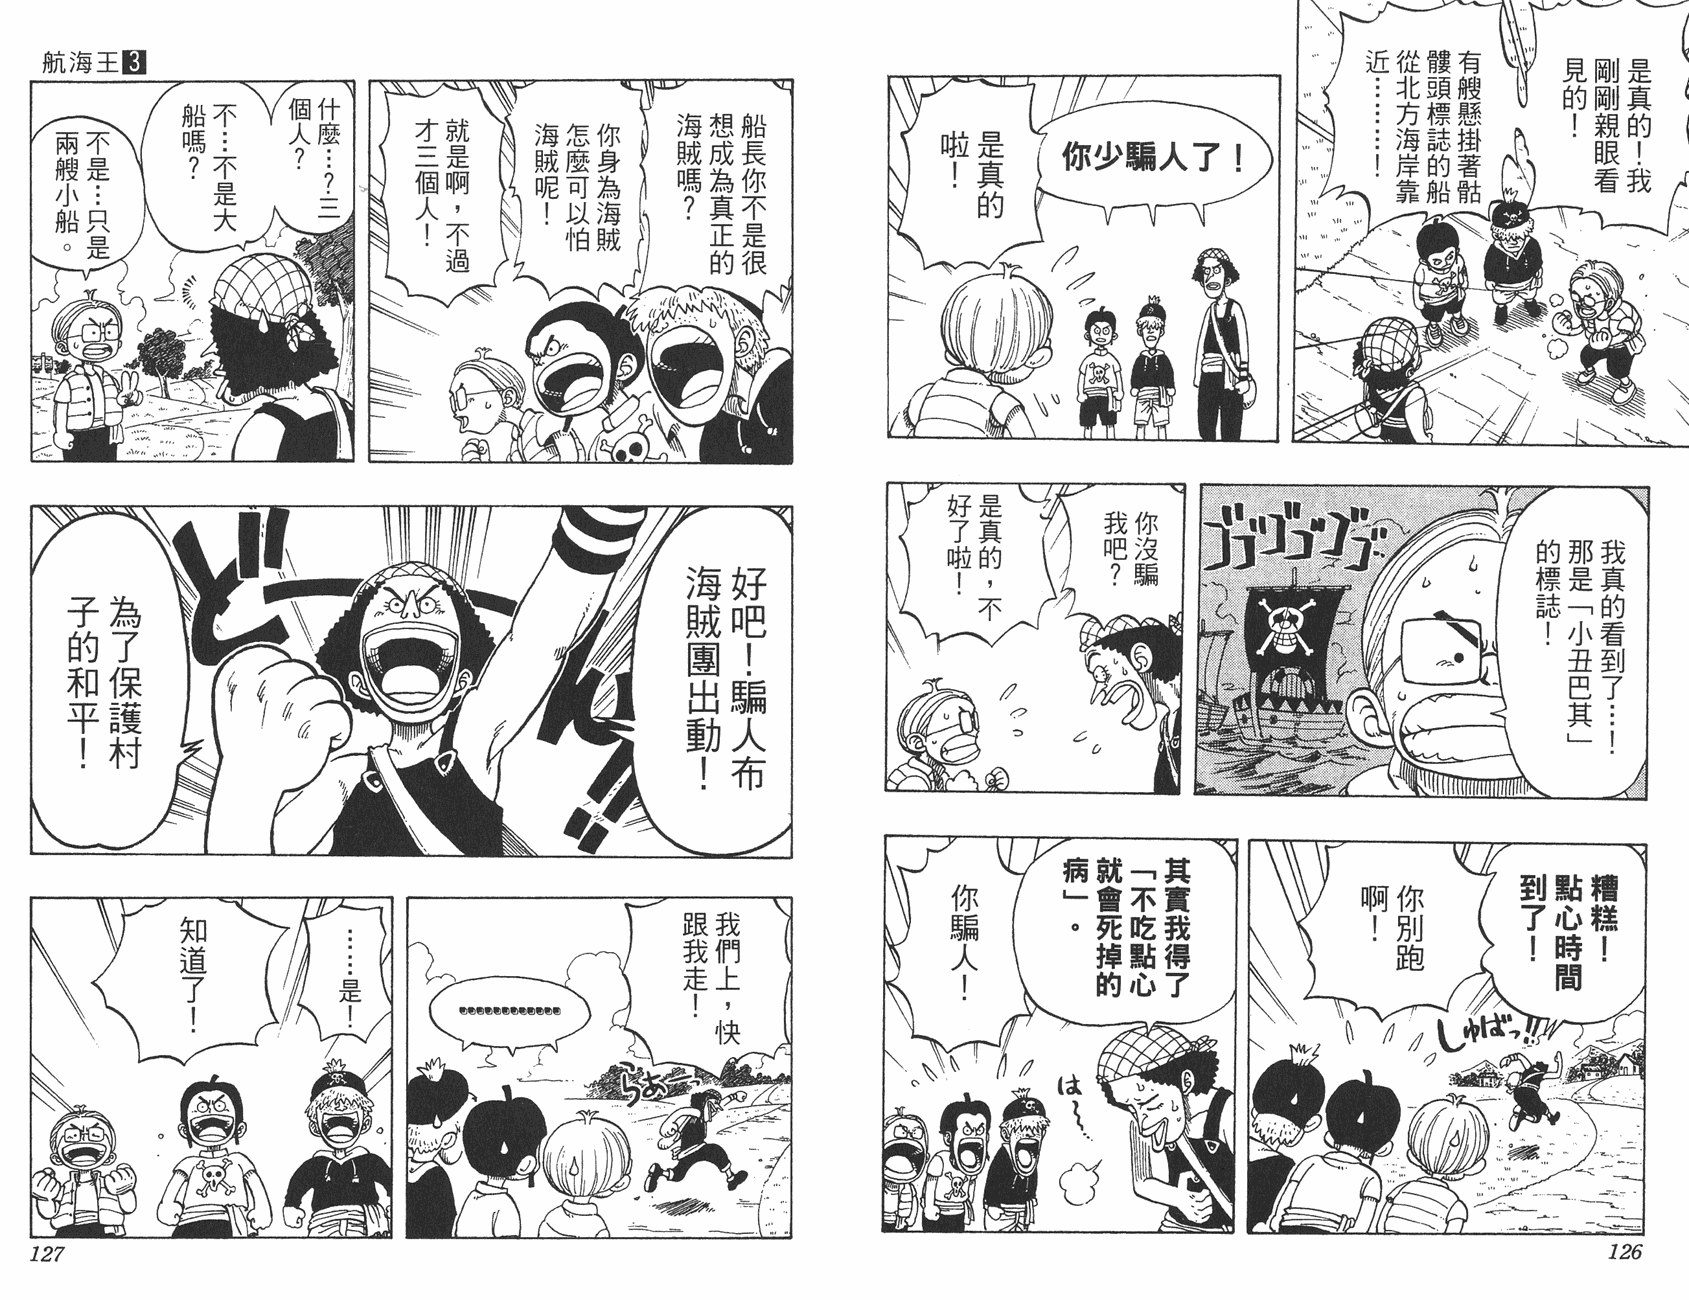 是真的！我
剛剛親眼看
見的！
有艘懸掛著骷
髏頭標誌的船
從北方海岸靠
近………！
你少騙人了！
是真的
啦！
我真的看到了…！
那是「小丑巴其」
的標誌！
ゴゴゴゴゴゴ
你沒騙
我吧？
是真的，不
好了啦！
糟糕！
點心時間
到了！
你別跑
啊！
しゅばっ!!
其實我得了
「不吃點心
就會死掉的
病」。
は〜…
你騙人！
126
航海王3
船長你不是很
想成為真正的
海賊嗎？
你身為海賊
怎麼可以怕
海賊呢！
就是啊，不過
才三個人！
什麼…？三
個人？
不…不是大
船嗎？
不是…只是
兩艘小船。
好吧！騙人布
海賊團出動！
為了保護村
子的和平！
我們上，快
跟我走！
らあーっ
……是！
知道了！
127